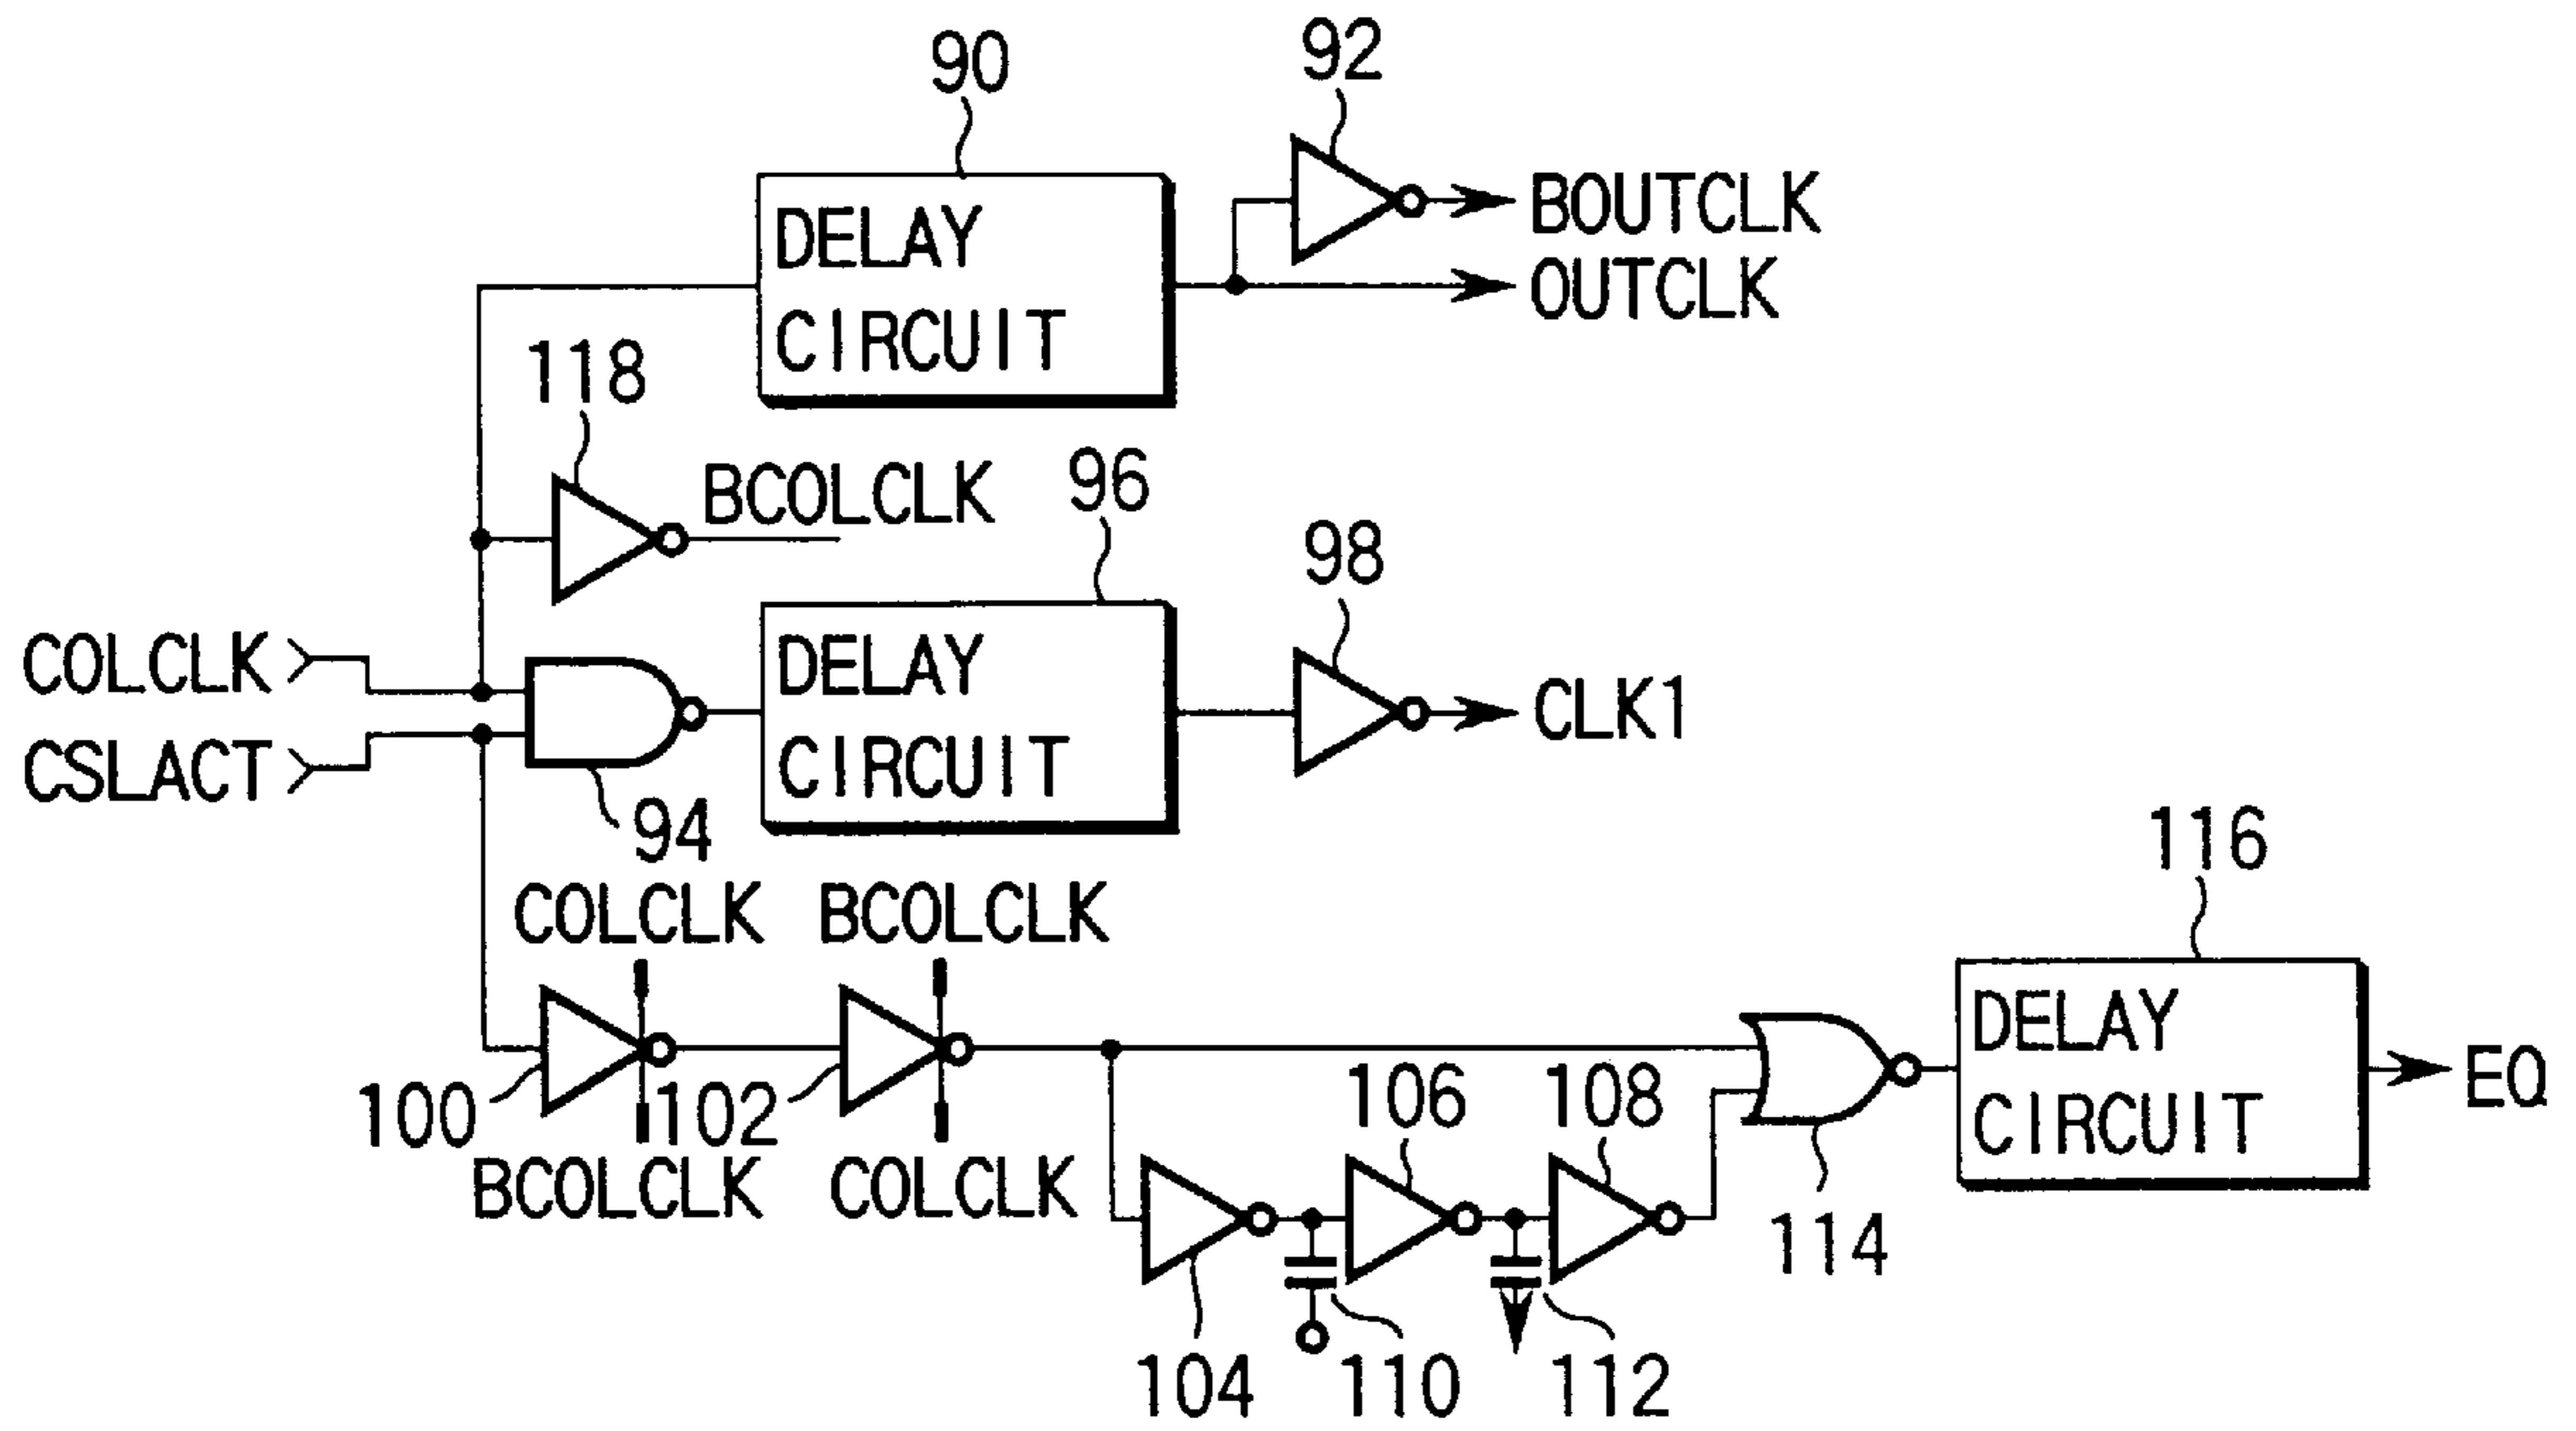 90
92
DELAY
CIRCUIT
BOUTCLK
OUTCLK
118
BCOLCLK
96
98
COLCLK
CSLACT
DELAY
CIRCUIT
CLK1
94
116
COLCLK
BCOLCLK
100
102
BCOLCLK
COLCLK
106
108
DELAY
CIRCUIT
EQ
114
104
110
112